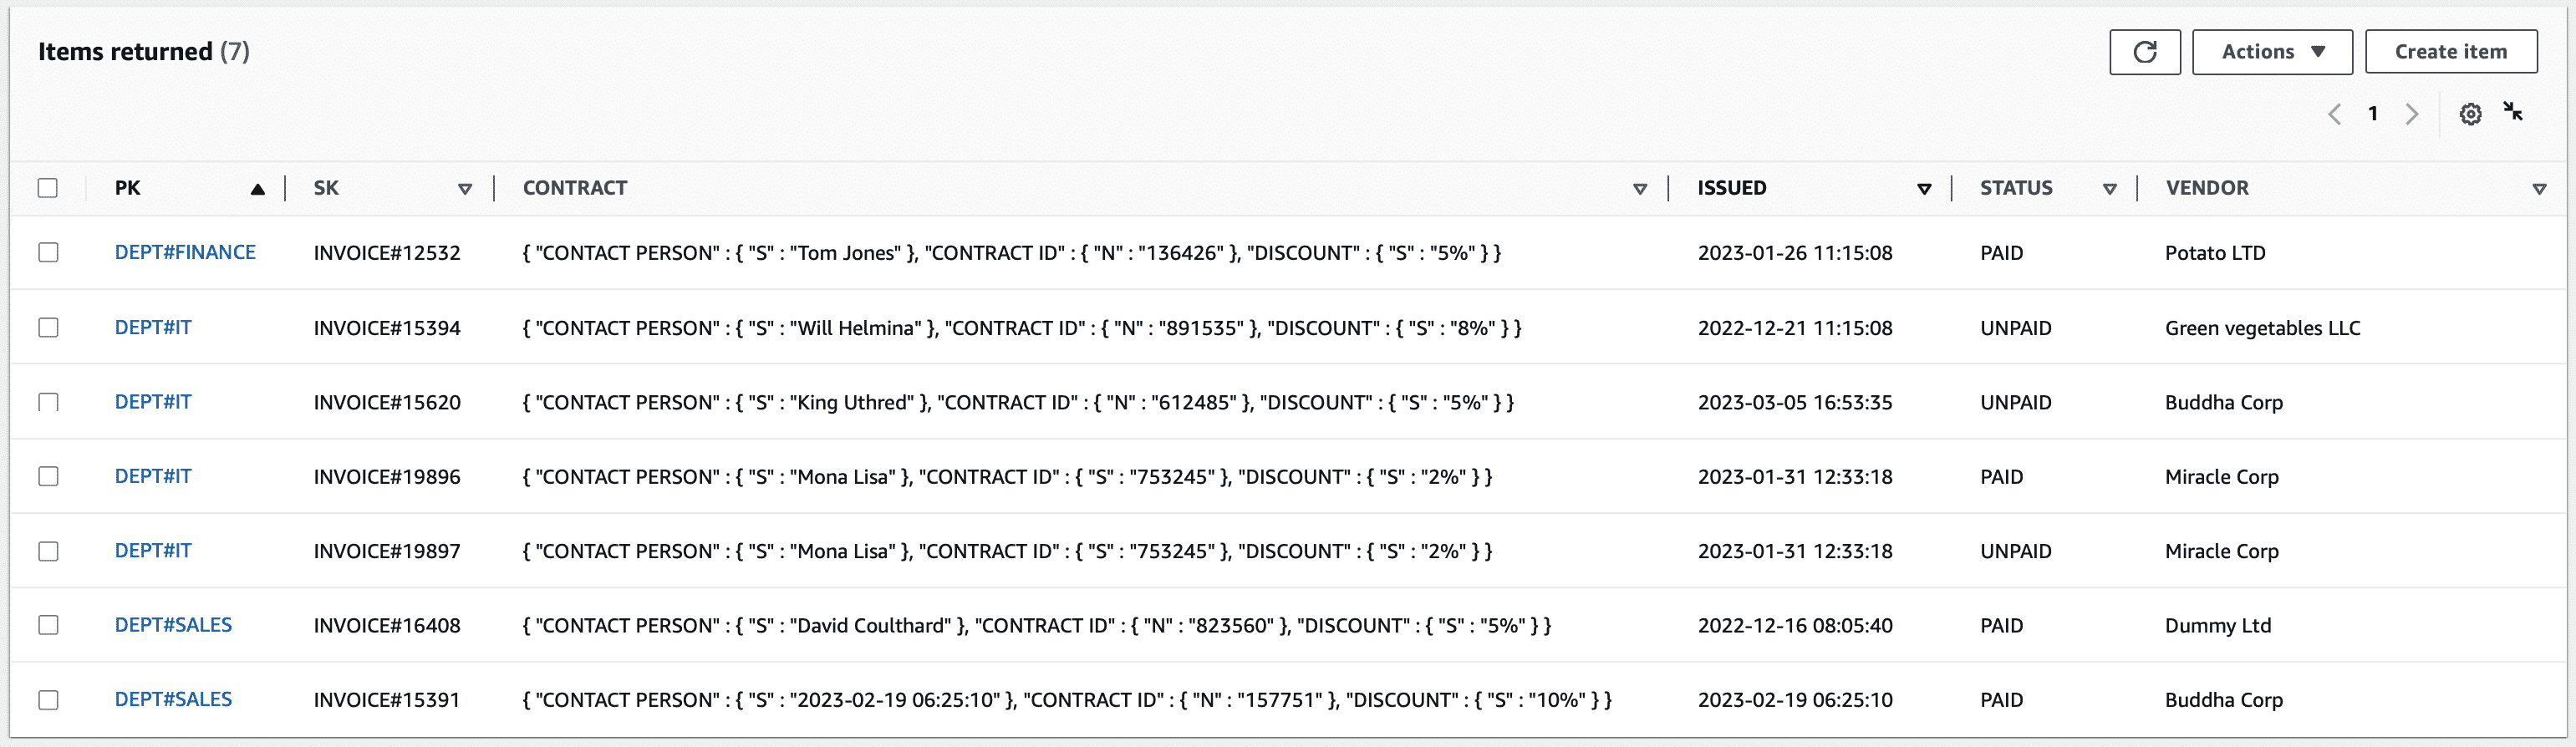 Items returned (7)
Actions Create item
1
PK SK CONTRACT ISSUED STATUS VENDOR
DEPT#FINANCE INVOICE#12532 { "CONTACT PERSON" : { "S" : "Tom Jones" }, "CONTRACT ID" : { "N" : "136426" }, "DISCOUNT" : { "S" : "5%" } } 2023-01-26 11:15:08 PAID Potato LTD
DEPT#IT INVOICE#15394 { "CONTACT PERSON" : { "S" : "Will Helmina" }, "CONTRACT ID" : { "N" : "891535" }, "DISCOUNT" : { "S" : "8%" } } 2022-12-21 11:15:08 UNPAID Green vegetables LLC
DEPT#IT INVOICE#15620 { "CONTACT PERSON" : { "S" : "King Uthred" }, "CONTRACT ID" : { "N" : "612485" }, "DISCOUNT" : { "S" : "5%" } } 2023-03-05 16:53:35 UNPAID Buddha Corp
DEPT#IT INVOICE#19896 { "CONTACT PERSON" : { "S" : "Mona Lisa" }, "CONTRACT ID" : { "S" : "753245" }, "DISCOUNT" : { "S" : "2%" } } 2023-01-31 12:33:18 PAID Miracle Corp
DEPT#IT INVOICE#19897 { "CONTACT PERSON" : { "S" : "Mona Lisa" }, "CONTRACT ID" : { "S" : "753245" }, "DISCOUNT" : { "S" : "2%" } } 2023-01-31 12:33:18 UNPAID Miracle Corp
DEPT#SALES INVOICE#16408 { "CONTACT PERSON" : { "S" : "David Coulthard" }, "CONTRACT ID" : { "N" : "823560" }, "DISCOUNT" : { "S" : "5%" } } 2022-12-16 08:05:40 PAID Dummy Ltd
DEPT#SALES INVOICE#15391 { "CONTACT PERSON" : { "S" : "2023-02-19 06:25:10" }, "CONTRACT ID" : { "N" : "157751" }, "DISCOUNT" : { "S" : "10%" } } 2023-02-19 06:25:10 PAID Buddha Corp